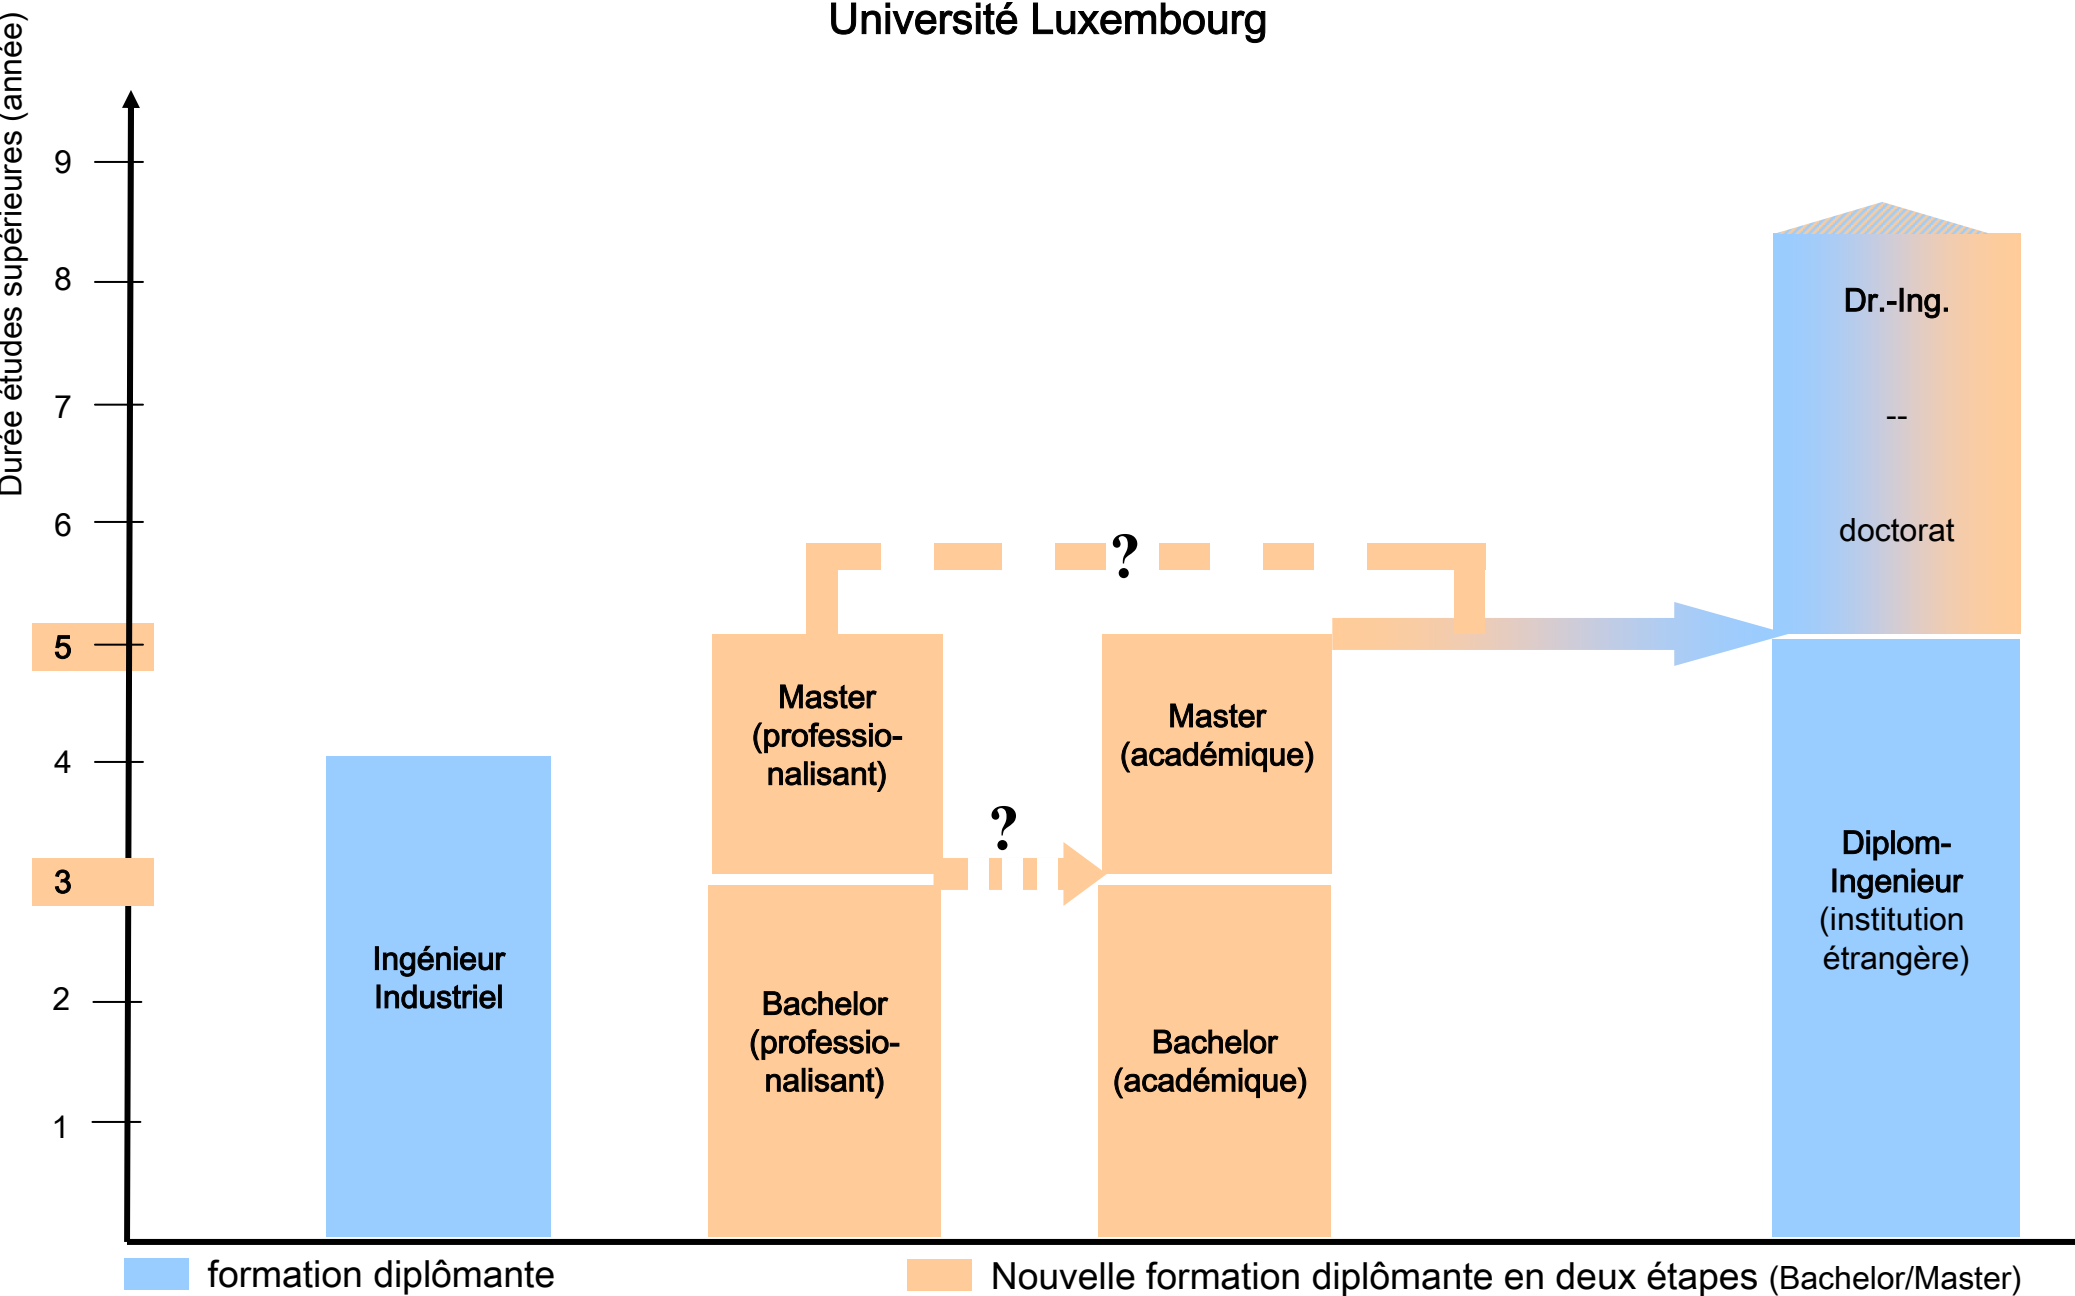 Université Luxembourg
Durée études supérieures (année)
9
8
7
6
5
4
3
2
1
Ingénieur
Industriel
Master
(professio-
nalisant)
Bachelor
(professio-
nalisant)
?
?
Master
(académique)
Bachelor
(académique)
Dr.-Ing.
--
doctorat
Diplom-
Ingenieur
(institution
étrangère)
formation diplômante
Nouvelle formation diplômante en deux étapes (Bachelor/Master)